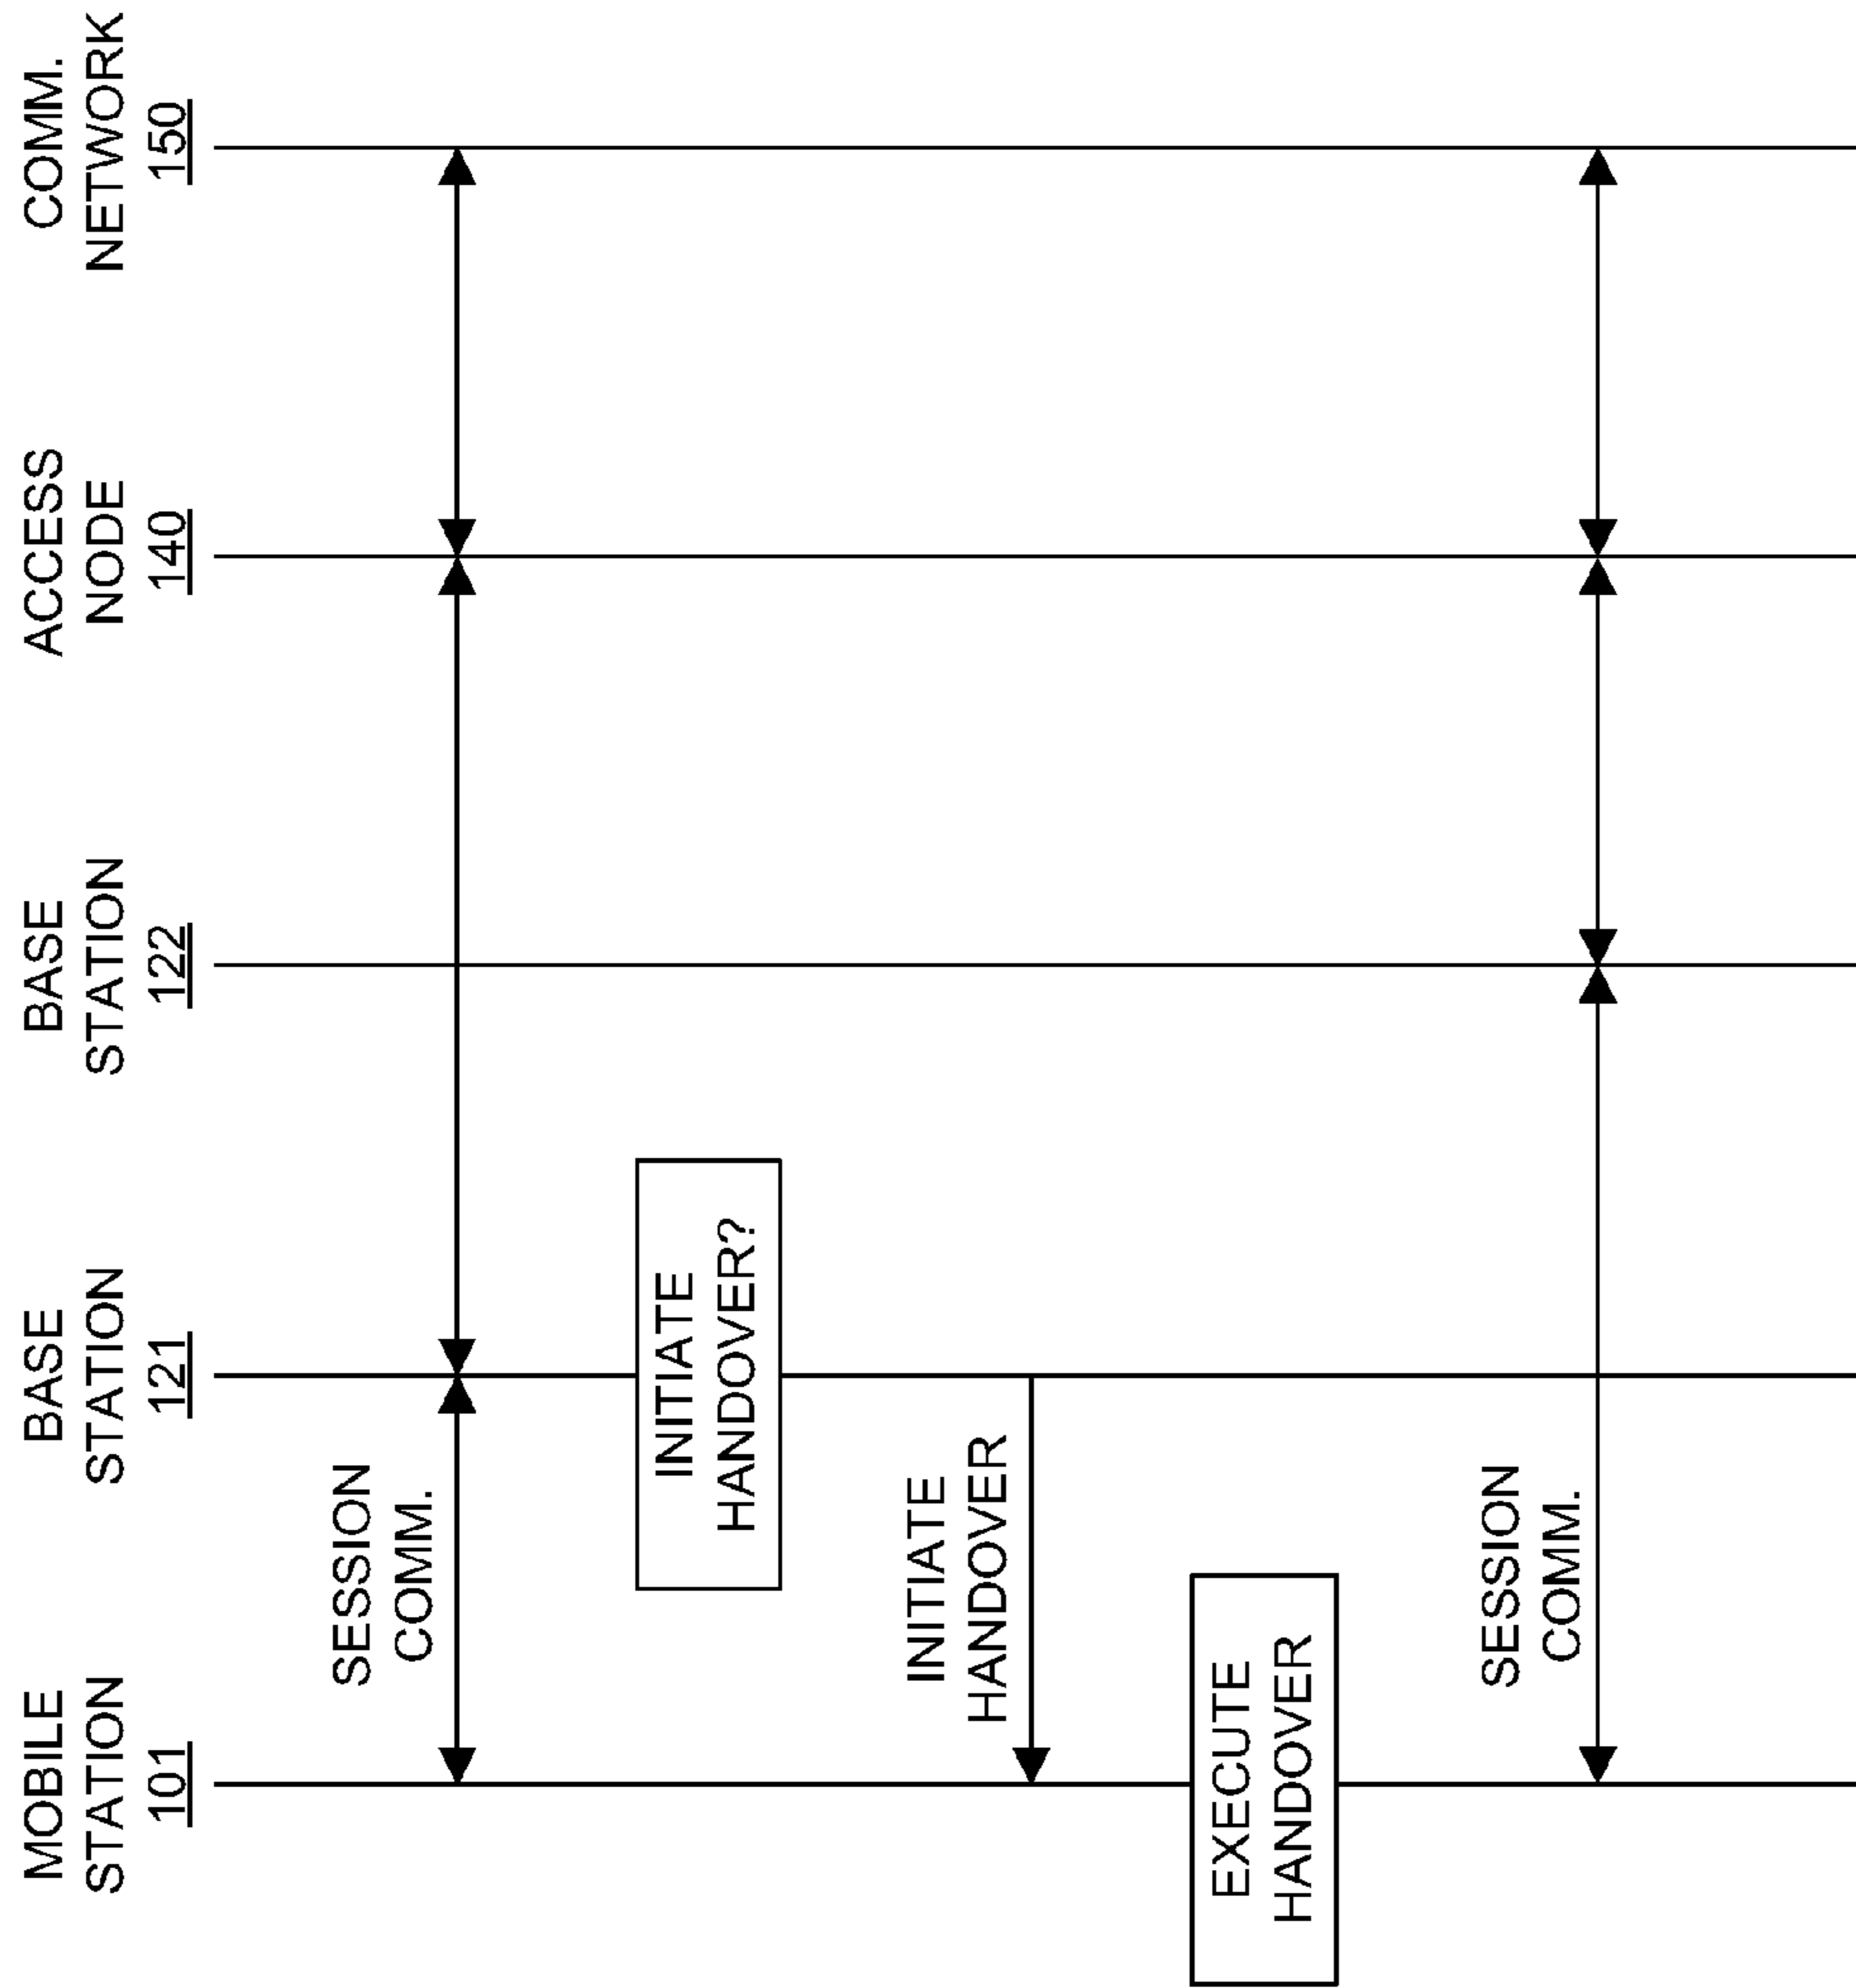 MOBILE
STATION
101
BASE
STATION
121
BASE
STATION
122
ACCESS
NODE
140
COMM.
NETWORK
150
SESSION
COMM.
INITIATE
HANDOVER?
INITIATE
HANDOVER
EXECUTE
HANDOVER
SESSION
COMM.